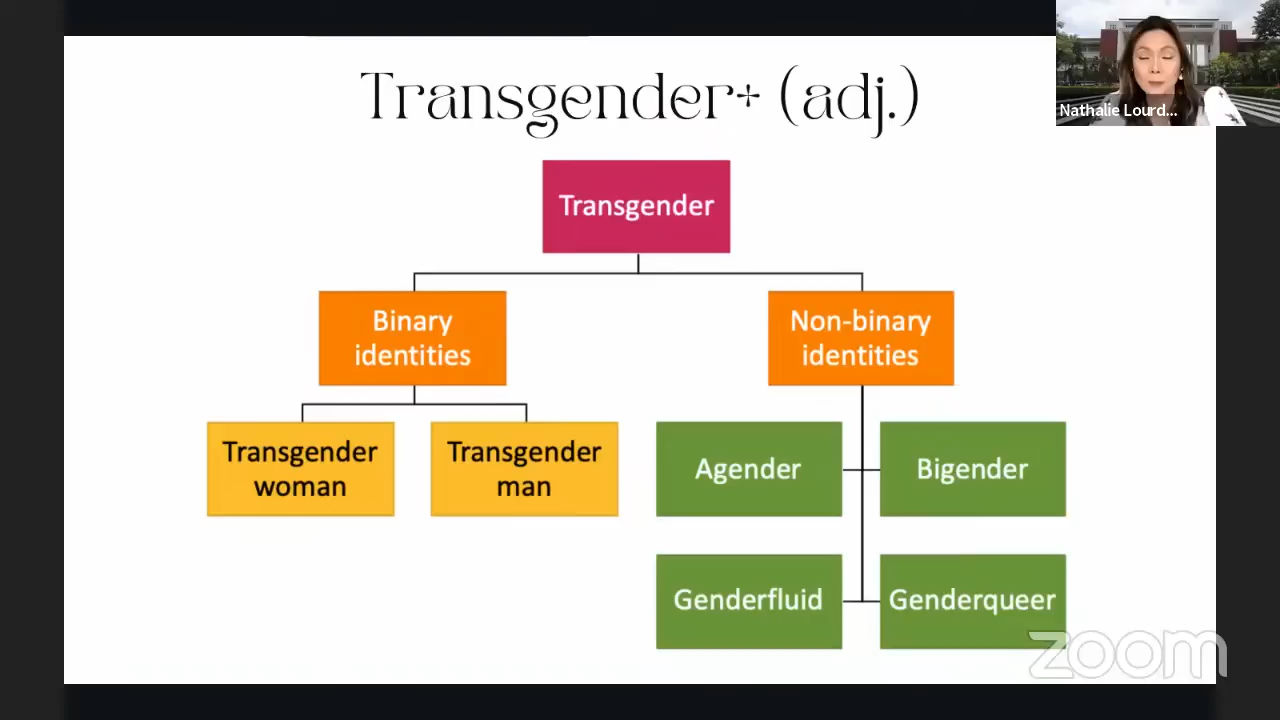 Transgender+ (adj.)
Nathalie Lourd...
Transgender
Binary
identities
Non-binary
identities
Transgender
woman
Transgender
man
Agender
Bigender
Genderfluid
Genderqueer
zoom